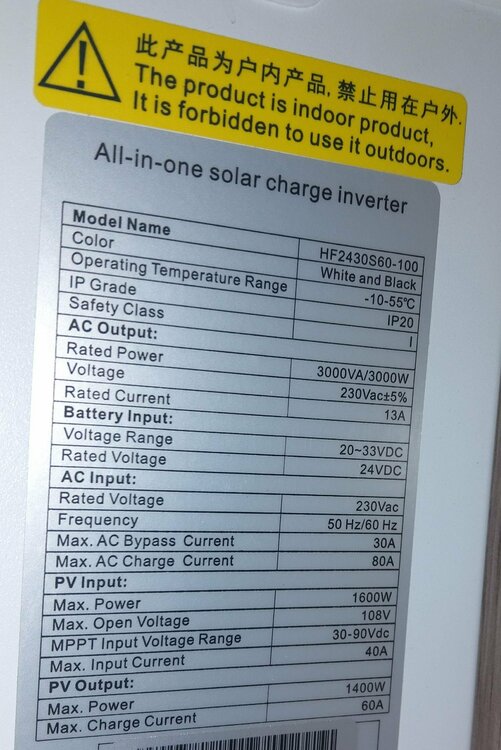 此产品为户内产品, 禁止用在户外.
The product is indoor product,
It is forbidden to use it outdoors.
All-in-one solar charge inverter
Model Name HF2430S60-100
Color White and Black
Operating Temperature Range -10-55℃
IP Grade IP20
Safety Class I
AC Output:
Rated Power 3000VA/3000W
Voltage 230Vac±5%
Rated Current 13A
Battery Input:
Voltage Range 20~33VDC
Rated Voltage 24VDC
AC Input:
Rated Voltage 230Vac
Frequency 50 Hz/60 Hz
Max. AC Bypass Current 30A
Max. AC Charge Current 80A
PV Input:
Max. Power 1600W
Max. Open Voltage 108V
MPPT Input Voltage Range 30-90Vdc
Max. Input Current 40A
PV Output:
Max. Power 1400W
Max. Charge Current 60A